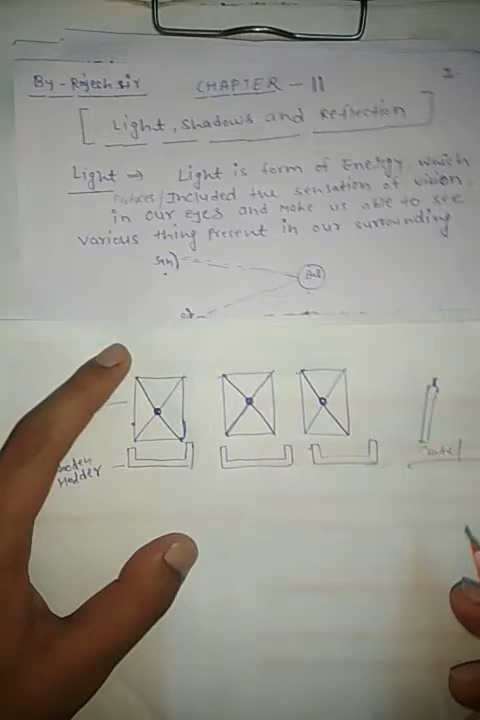 By - Rajesh sir CHAPTER - 11
Light, Shadows and Reflection
Light ⇒ Light is form of Energy which
Produces/Included the sensation of vision
in our eyes and make us able to see
various thing present in our surrounding
Sun
Holder